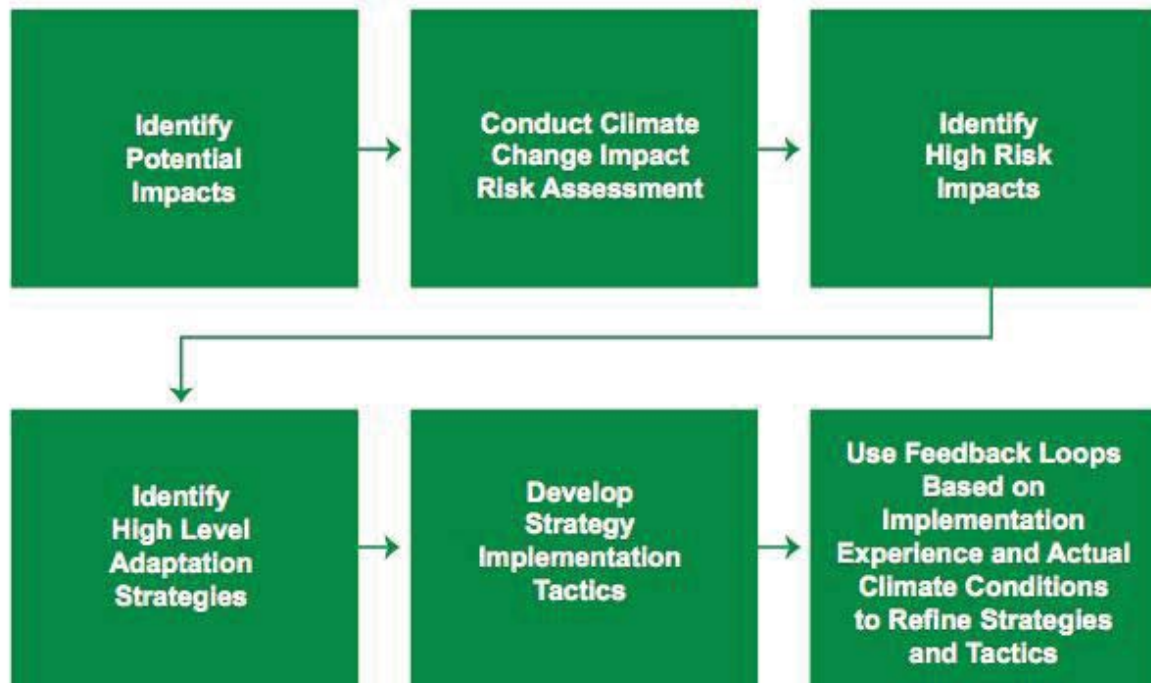 Identify
Potential
Impacts
Conduct Climate
Change Impact
Risk Assessment
Identify
High Risk
Impacts
Identify
High Level
Adaptation
Strategies
Develop
Strategy
Implementation
Tactics
Use Feedback Loops
Based on
Implementation
Experience and Actual
Climate Conditions
to Refine Strategies
and Tactics